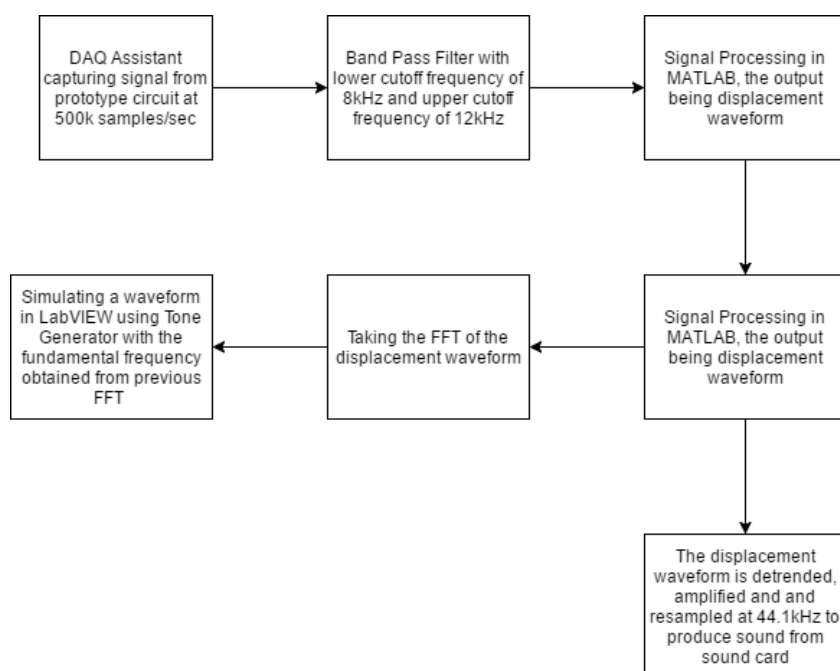 DAQ Assistant
capturing signal from
prototype circuit at
500k samples/sec
Band Pass Filter with
lower cutoff frequency of
8kHz and upper cutoff
frequency of 12kHz
Signal Processing in
MATLAB, the output
being displacement
waveform
Signal Processing in
MATLAB, the output
being displacement
waveform
Taking the FFT of the
displacement waveform
Simulating a waveform
in LabVIEW using Tone
Generator with the
fundamental frequency
obtained from previous
FFT
The displacement
waveform is detrended,
amplified and and
resampled at 44.1kHz to
produce sound from
sound card